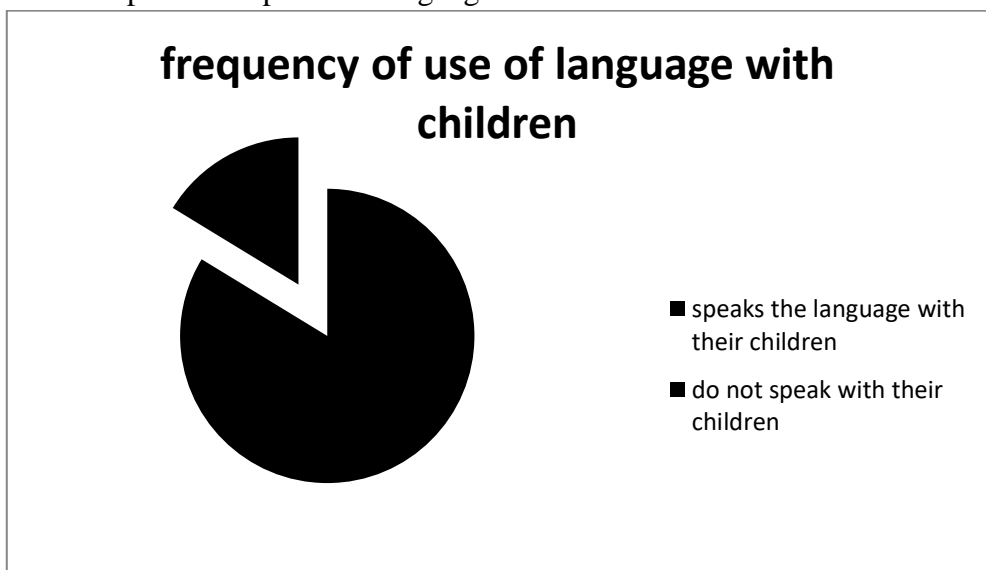 frequency of use of language with
children
speaks the language with
their children
do not speak with their
children